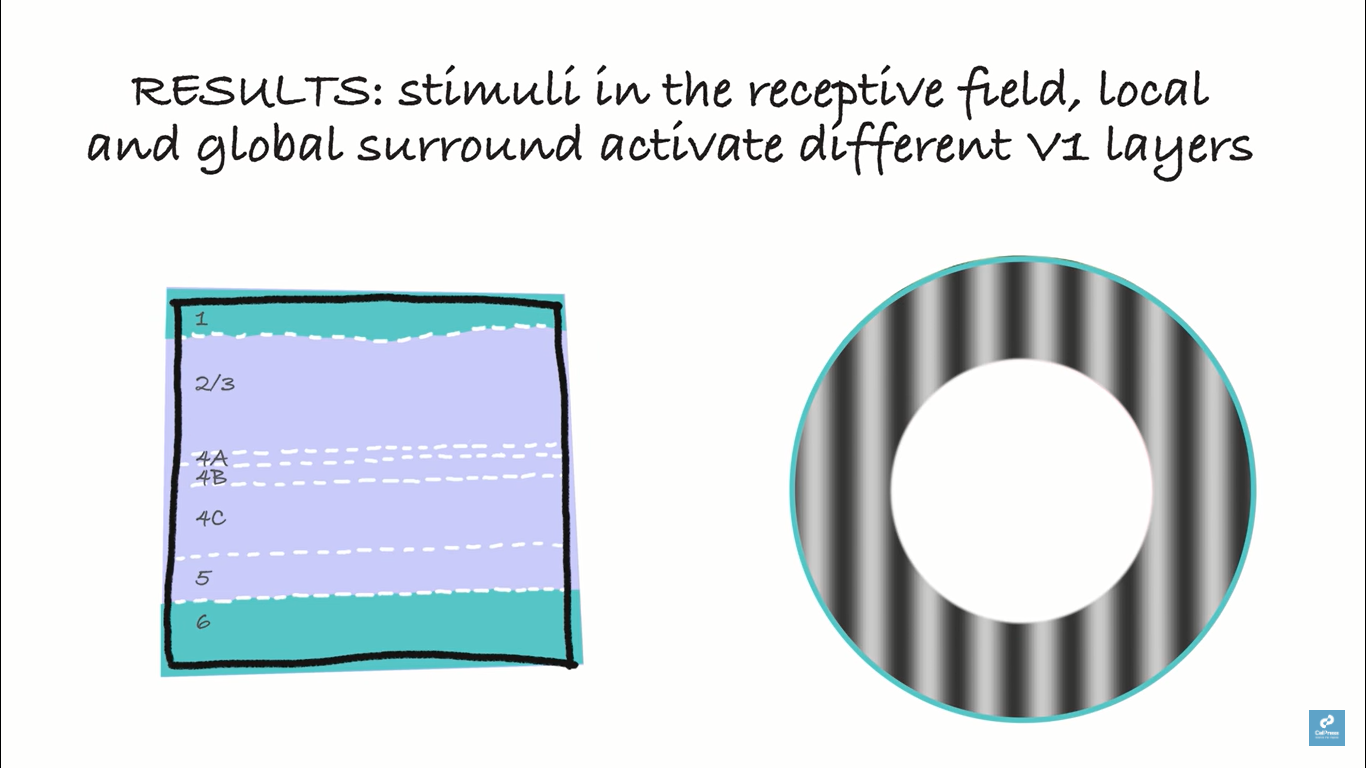 RESULTS: stimuli in the receptive field, local
and global surround activate different V1 layers
1
2/3
4A
4B
4C
5
6
CellPress